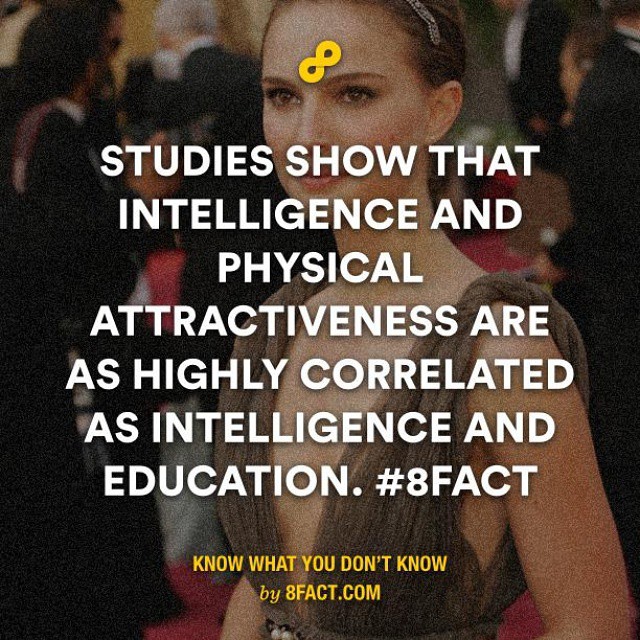 STUDIES SHOW THAT
INTELLIGENCE AND
PHYSICAL
ATTRACTIVENESS ARE
AS HIGHLY CORRELATED
AS INTELLIGENCE AND
EDUCATION. #8FACT
KNOW WHAT YOU DON'T KNOW
by 8FACT.COM